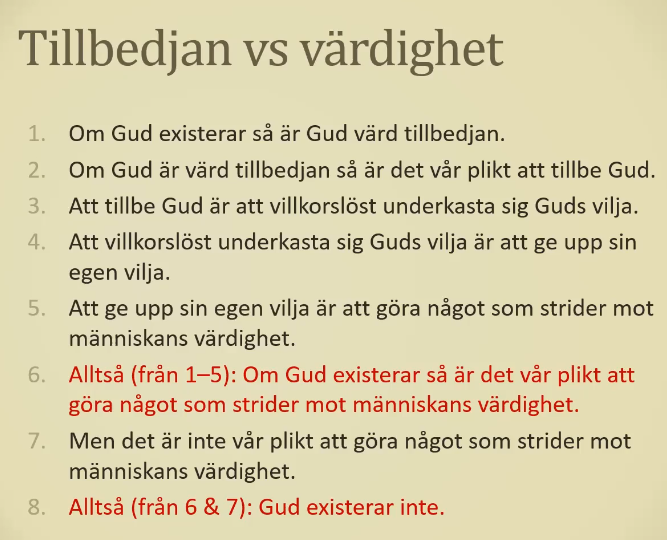 Tillbedjan vs värdighet
1. Om Gud existerar så är Gud värd tillbedjan.
2. Om Gud är värd tillbedjan så är det vår plikt att tillbe Gud.
3. Att tillbe Gud är att villkorslöst underkasta sig Guds vilja.
4. Att villkorslöst underkasta sig Guds vilja är att ge upp sin
egen vilja.
5. Att ge upp sin egen vilja är att göra något som strider mot
människans värdighet.
6. Alltså (från 1–5): Om Gud existerar så är det vår plikt att
göra något som strider mot människans värdighet.
7. Men det är inte vår plikt att göra något som strider mot
människans värdighet.
8. Alltså (från 6 & 7): Gud existerar inte.